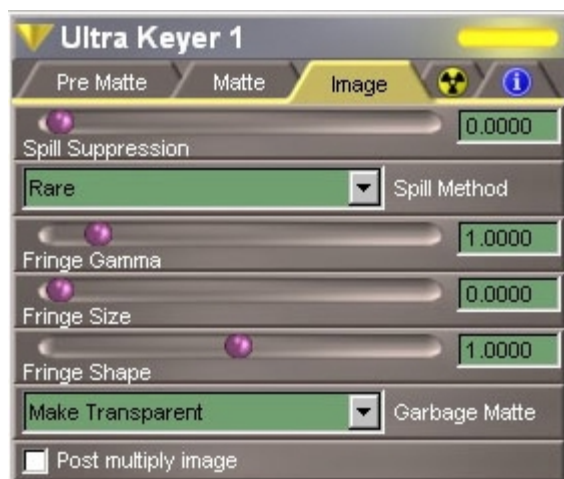 Ultra Keyer 1
Pre Matte Matte Image
0.0000
Spill Suppression
Rare Spill Method
1.0000
Fringe Gamma
0.0000
Fringe Size
1.0000
Fringe Shape
Make Transparent Garbage Matte
Post multiply image